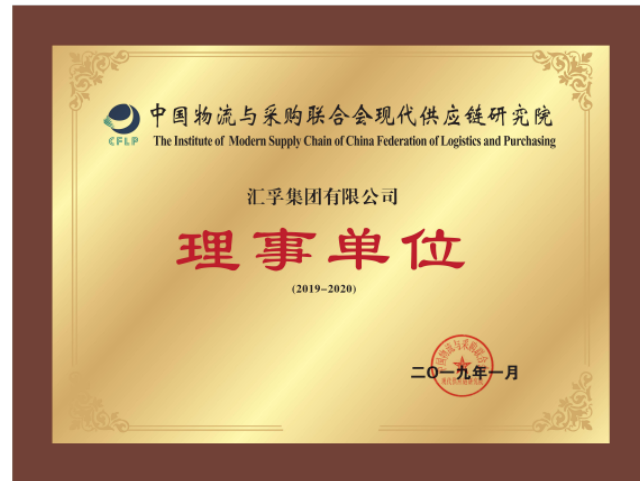 中国物流与采购联合会现代供应链研究院
CFLP
The Institute of Modern Supply Chain of China Federation of Logistics and Purchasing
汇孚集团有限公司
理事单位
(2019-2020)
二〇一九年一月